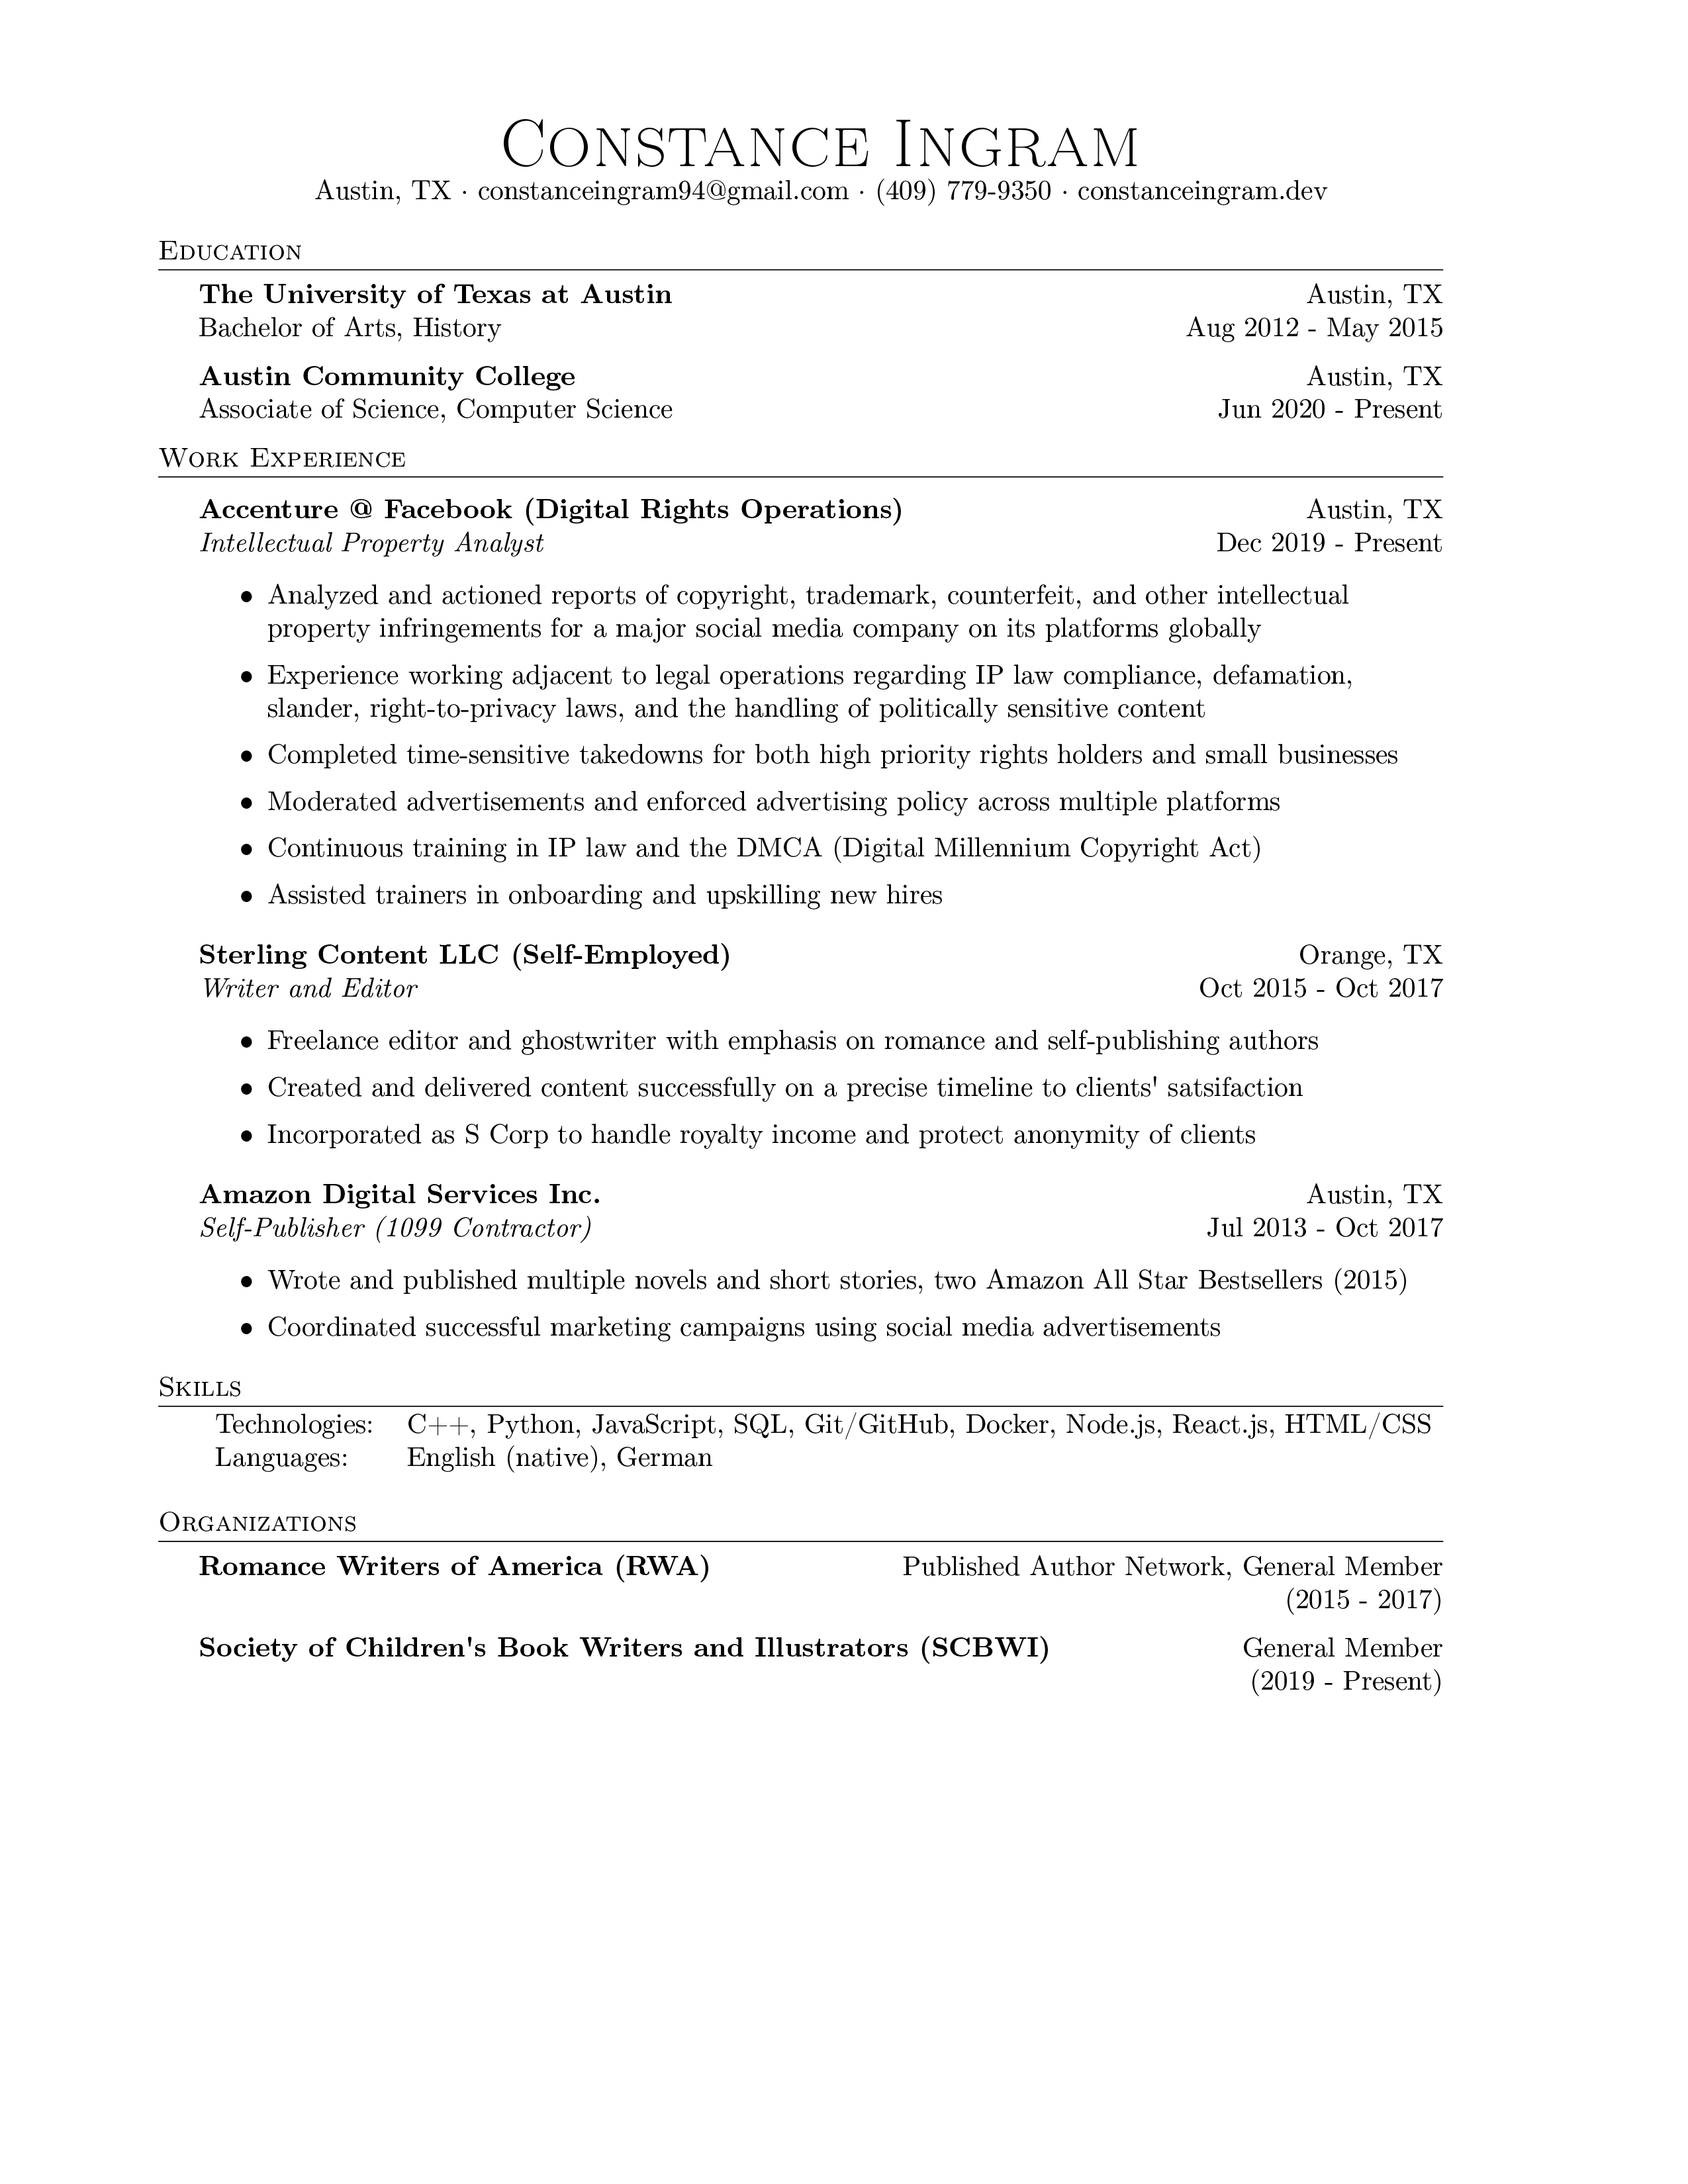 Constance Ingram
Austin, TX · constanceingram94@gmail.com · (409) 779-9350 · constanceingram.dev
Education
The University of Texas at Austin Austin, TX
Bachelor of Arts, History Aug 2012 - May 2015
Austin Community College Austin, TX
Associate of Science, Computer Science Jun 2020 - Present
Work Experience
Accenture @ Facebook (Digital Rights Operations) Austin, TX
Intellectual Property Analyst Dec 2019 - Present
• Analyzed and actioned reports of copyright, trademark, counterfeit, and other intellectual
property infringements for a major social media company on its platforms globally
• Experience working adjacent to legal operations regarding IP law compliance, defamation,
slander, right-to-privacy laws, and the handling of politically sensitive content
• Completed time-sensitive takedowns for both high priority rights holders and small businesses
• Moderated advertisements and enforced advertising policy across multiple platforms
• Continuous training in IP law and the DMCA (Digital Millennium Copyright Act)
• Assisted trainers in onboarding and upskilling new hires
Sterling Content LLC (Self-Employed) Orange, TX
Writer and Editor Oct 2015 - Oct 2017
• Freelance editor and ghostwriter with emphasis on romance and self-publishing authors
• Created and delivered content successfully on a precise timeline to clients' satsifaction
• Incorporated as S Corp to handle royalty income and protect anonymity of clients
Amazon Digital Services Inc. Austin, TX
Self-Publisher (1099 Contractor) Jul 2013 - Oct 2017
• Wrote and published multiple novels and short stories, two Amazon All Star Bestsellers (2015)
• Coordinated successful marketing campaigns using social media advertisements
Skills
Technologies: C++, Python, JavaScript, SQL, Git/GitHub, Docker, Node.js, React.js, HTML/CSS
Languages: English (native), German
Organizations
Romance Writers of America (RWA) Published Author Network, General Member
(2015 - 2017)
Society of Children's Book Writers and Illustrators (SCBWI) General Member
(2019 - Present)